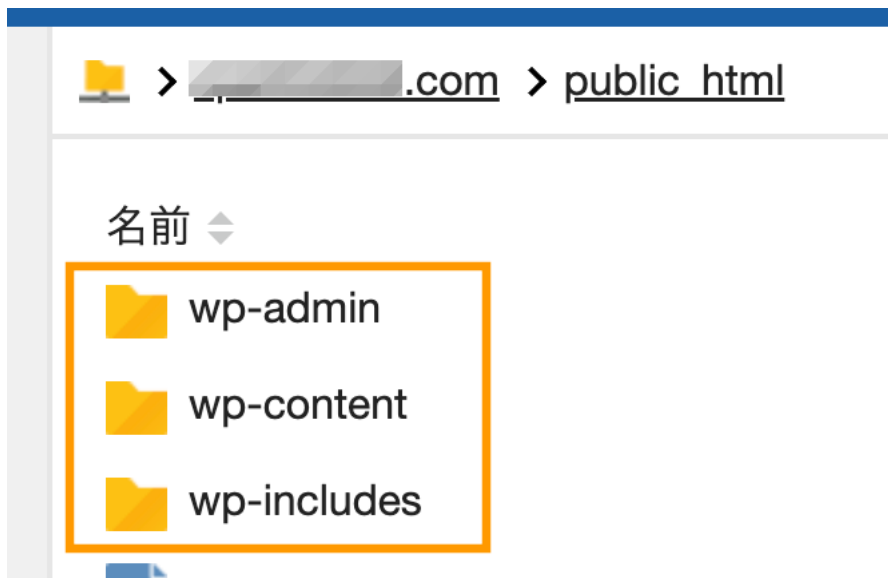 > .com > public_html
名前
wp-admin
wp-content
wp-includes